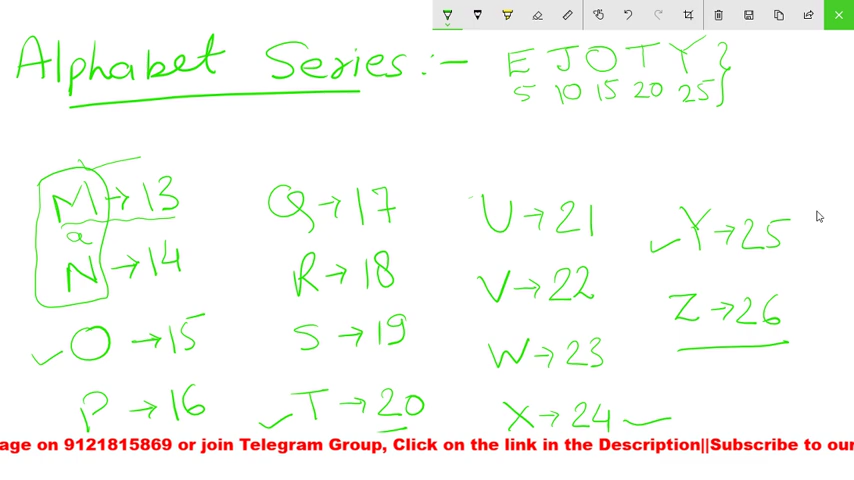 Alphabet Series :-
E J O T Y }
5 10 15 20 25 }
M → 13
a
N → 14
O → 15
P → 16
Q → 17
R → 18
S → 19
T → 20
U → 21
V → 22
W → 23
X → 24
Y → 25
Z → 26
age on 9121815869 or join Telegram Group, Click on the link in the Description||Subscribe to our